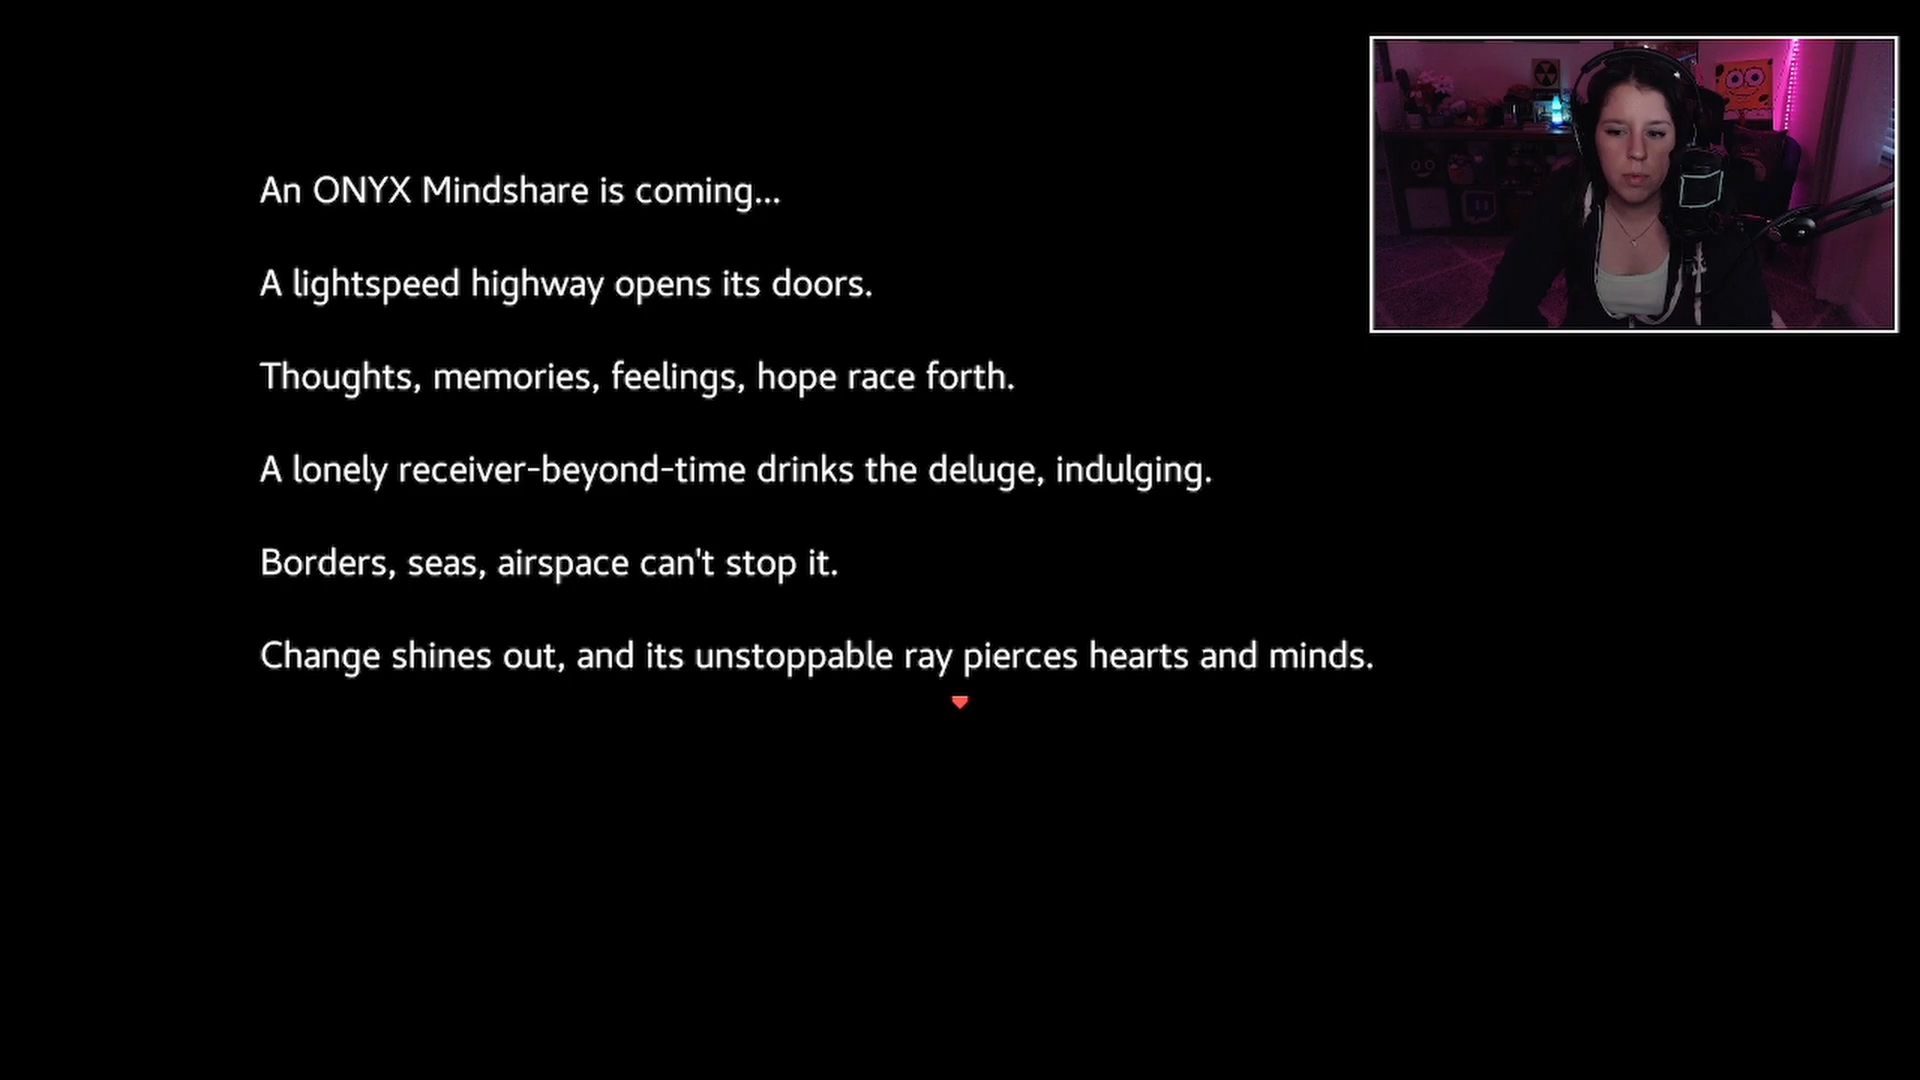 An ONYX Mindshare is coming...
A lightspeed highway opens its doors.
Thoughts, memories, feelings, hope race forth.
A lonely receiver-beyond-time drinks the deluge, indulging.
Borders, seas, airspace can't stop it.
Change shines out, and its unstoppable ray pierces hearts and minds.